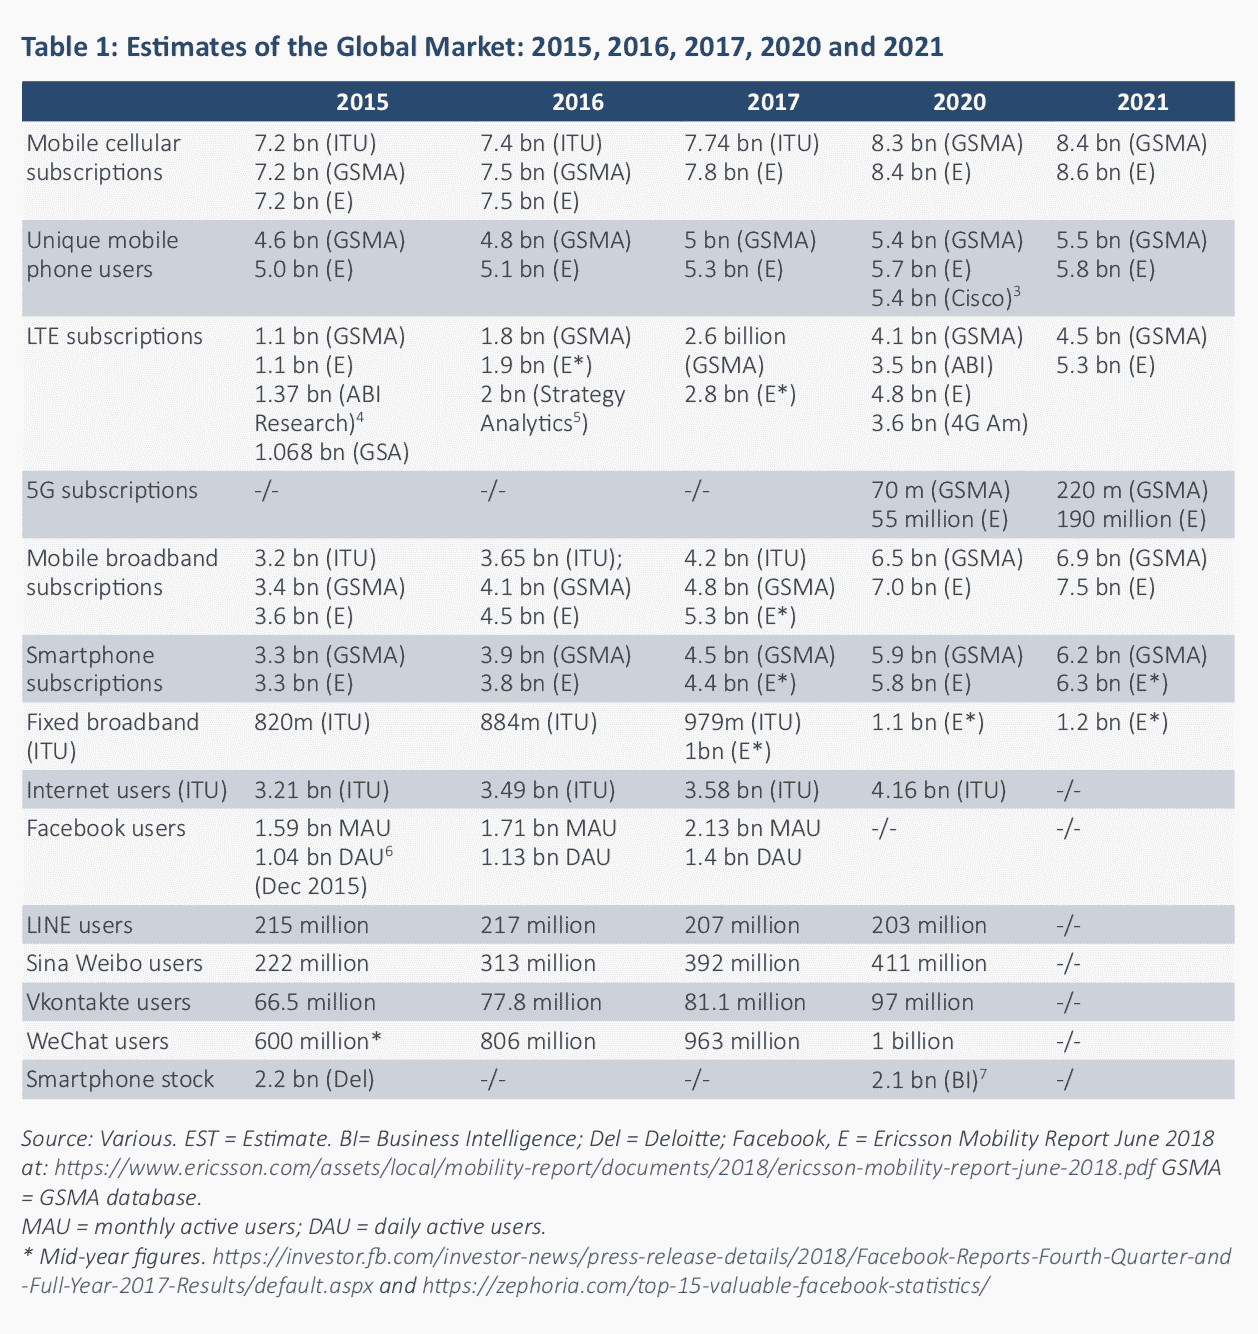 Table 1: Estimates of the Global Market: 2015, 2016, 2017, 2020 and 2021
2015 2016 2017 2020 2021
Mobile cellular 7.2 bn (ITU) 7.4 bn (ITU) 7.74 bn (ITU) 8.3 bn (GSMA) 8.4 bn (GSMA)
subscriptions 7.2 bn (GSMA) 7.5 bn (GSMA) 7.8 bn (E) 8.4 bn (E) 8.6 bn (E)
7.2 bn (E) 7.5 bn (E)
Unique mobile 4.6 bn (GSMA) 4.8 bn (GSMA) 5 bn (GSMA) 5.4 bn (GSMA) 5.5 bn (GSMA)
phone users 5.0 bn (E) 5.1 bn (E) 5.3 bn (E) 5.7 bn (E) 5.8 bn (E)
5.4 bn (Cisco)3
LTE subscriptions 1.1 bn (GSMA) 1.8 bn (GSMA) 2.6 billion 4.1 bn (GSMA) 4.5 bn (GSMA)
1.1 bn (E) 1.9 bn (E*) (GSMA) 3.5 bn (ABI) 5.3 bn (E)
1.37 bn (ABI 2 bn (Strategy 2.8 bn (E*) 4.8 bn (E)
Research)4 Analytics5) 3.6 bn (4G Am)
1.068 bn (GSA)
5G subscriptions -/- -/- -/- 70 m (GSMA) 220 m (GSMA)
55 million (E) 190 million (E)
Mobile broadband 3.2 bn (ITU) 3.65 bn (ITU); 4.2 bn (ITU) 6.5 bn (GSMA) 6.9 bn (GSMA)
subscriptions 3.4 bn (GSMA) 4.1 bn (GSMA) 4.8 bn (GSMA) 7.0 bn (E) 7.5 bn (E)
3.6 bn (E) 4.5 bn (E) 5.3 bn (E*)
Smartphone 3.3 bn (GSMA) 3.9 bn (GSMA) 4.5 bn (GSMA) 5.9 bn (GSMA) 6.2 bn (GSMA)
subscriptions 3.3 bn (E) 3.8 bn (E) 4.4 bn (E*) 5.8 bn (E) 6.3 bn (E*)
Fixed broadband 820m (ITU) 884m (ITU) 979m (ITU) 1.1 bn (E*) 1.2 bn (E*)
(ITU) 1bn (E*)
Internet users (ITU) 3.21 bn (ITU) 3.49 bn (ITU) 3.58 bn (ITU) 4.16 bn (ITU) -/-
Facebook users 1.59 bn MAU 1.71 bn MAU 2.13 bn MAU -/- -/-
1.04 bn DAU6 1.13 bn DAU 1.4 bn DAU
(Dec 2015)
LINE users 215 million 217 million 207 million 203 million -/-
Sina Weibo users 222 million 313 million 392 million 411 million -/-
Vkontakte users 66.5 million 77.8 million 81.1 million 97 million -/-
WeChat users 600 million* 806 million 963 million 1 billion -/-
Smartphone stock 2.2 bn (Del) -/- -/- 2.1 bn (BI)7 -/
Source: Various. EST = Estimate. BI= Business Intelligence; Del = Deloitte; Facebook, E = Ericsson Mobility Report June 2018
at: https://www.ericsson.com/assets/local/mobility-report/documents/2018/ericsson-mobility-report-june-2018.pdf GSMA
= GSMA database.
MAU = monthly active users; DAU = daily active users.
* Mid-year figures. https://investor.fb.com/investor-news/press-release-details/2018/Facebook-Reports-Fourth-Quarter-and
-Full-Year-2017-Results/default.aspx and https://zephoria.com/top-15-valuable-facebook-statistics/